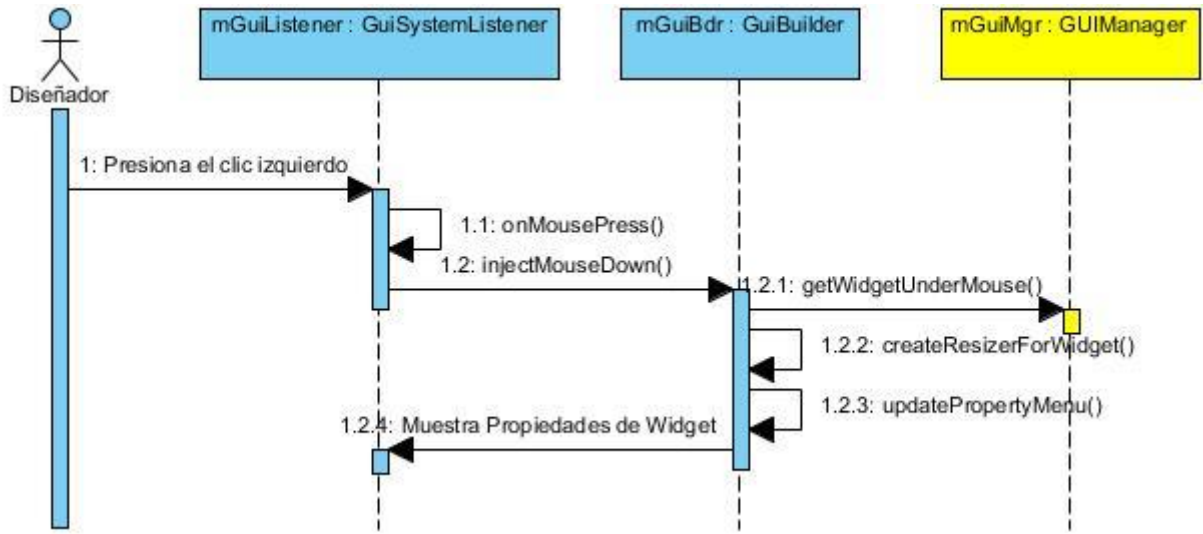 mGuiListener : GuiSystemListener
mGuiBdr : GuiBuilder
mGuiMgr : GUIManager
Diseñador
1: Presiona el clic izquierdo
1.1: onMousePress()
1.2: injectMouseDown()
1.2.1: getWidgetUnderMouse()
1.2.2: createResizerForWidget()
1.2.3: updatePropertyMenu()
1.2.4: Muestra Propiedades de Widget